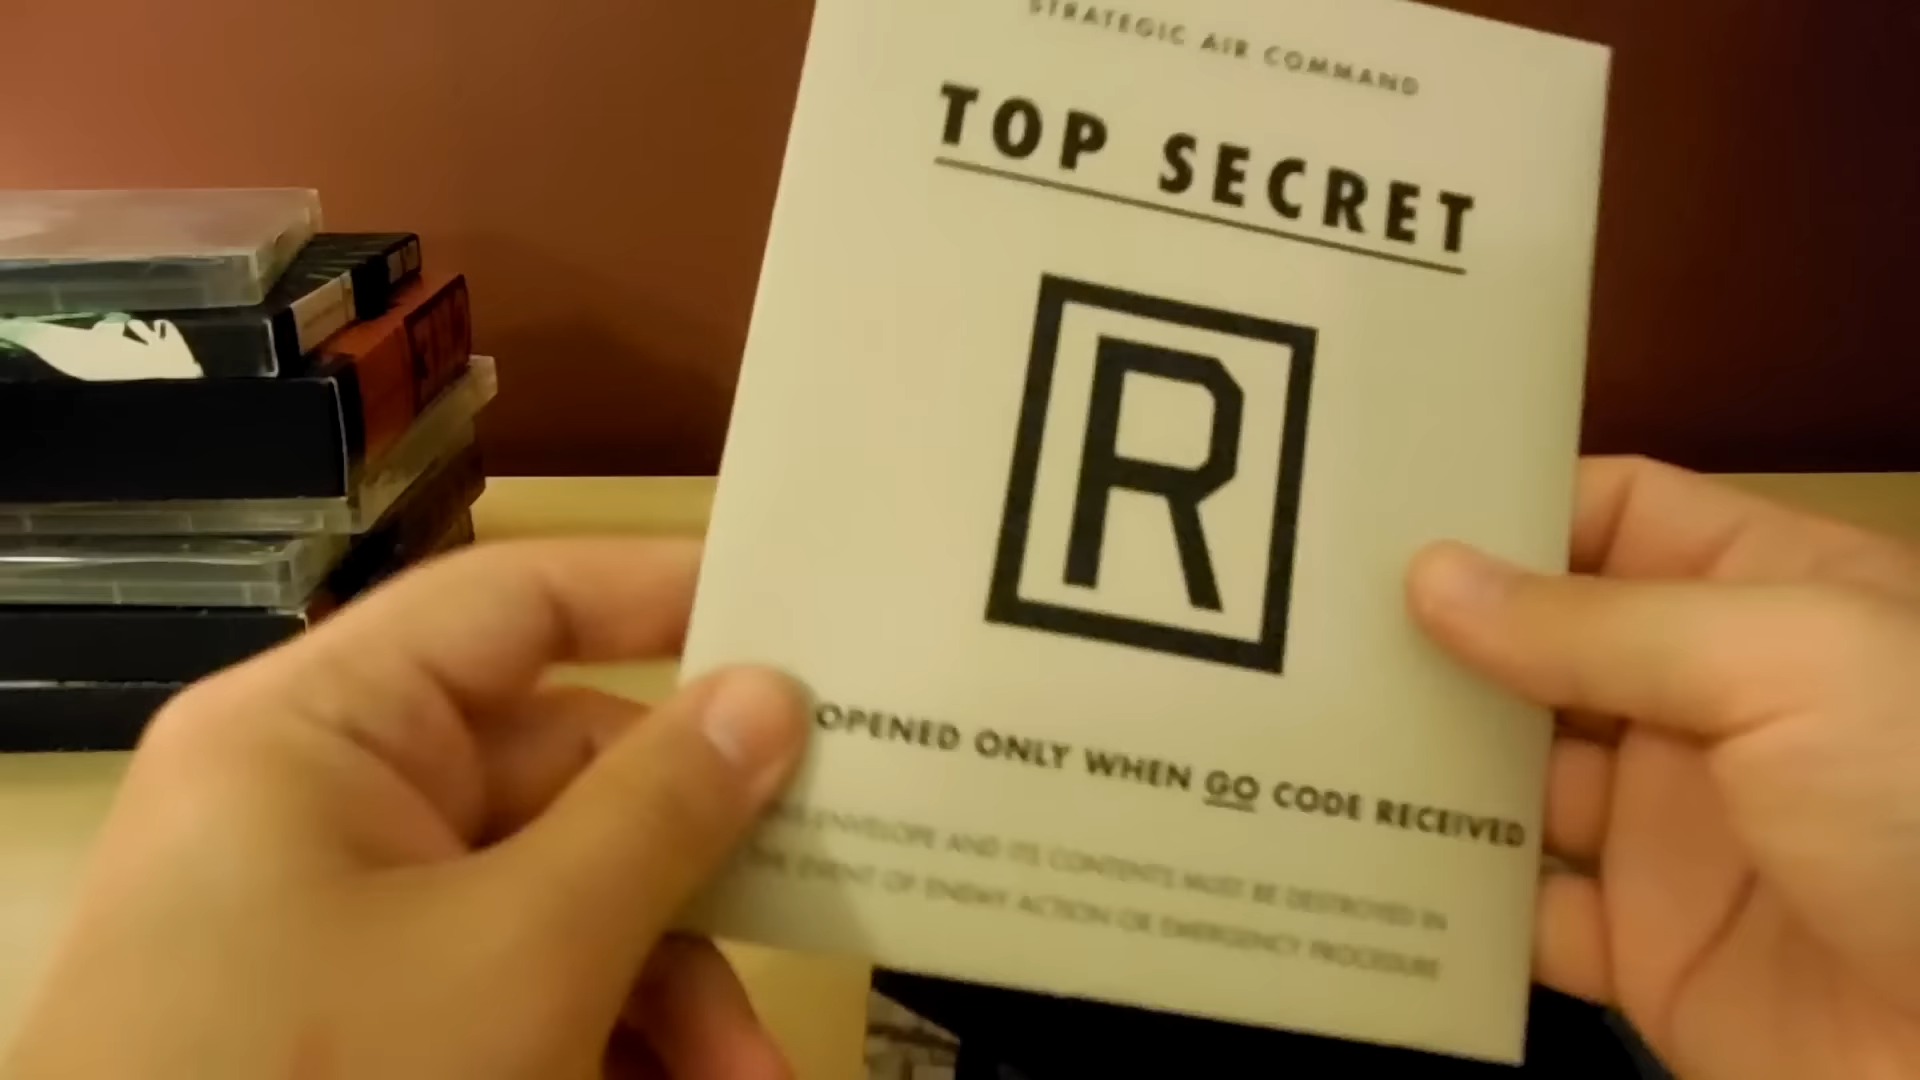 STRATEGIC AIR COMMAND
TOP SECRET
R
OPENED ONLY WHEN GO CODE RECEIVED
ENVELOPE AND ITS CONTENTS MUST BE DESTROYED IN
THE EVENT OF ENEMY ACTION OR EMERGENCY PROCEDURE